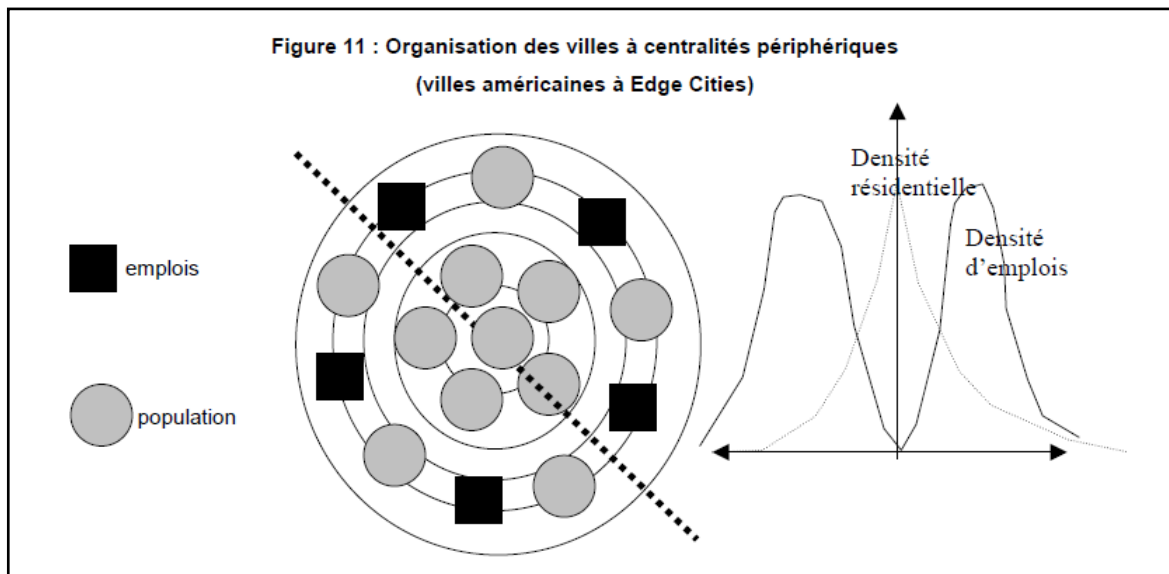 Figure 11 : Organisation des villes à centralités périphériques
(villes américaines à Edge Cities)
emplois
population
Densité
résidentielle
Densité
d'emplois